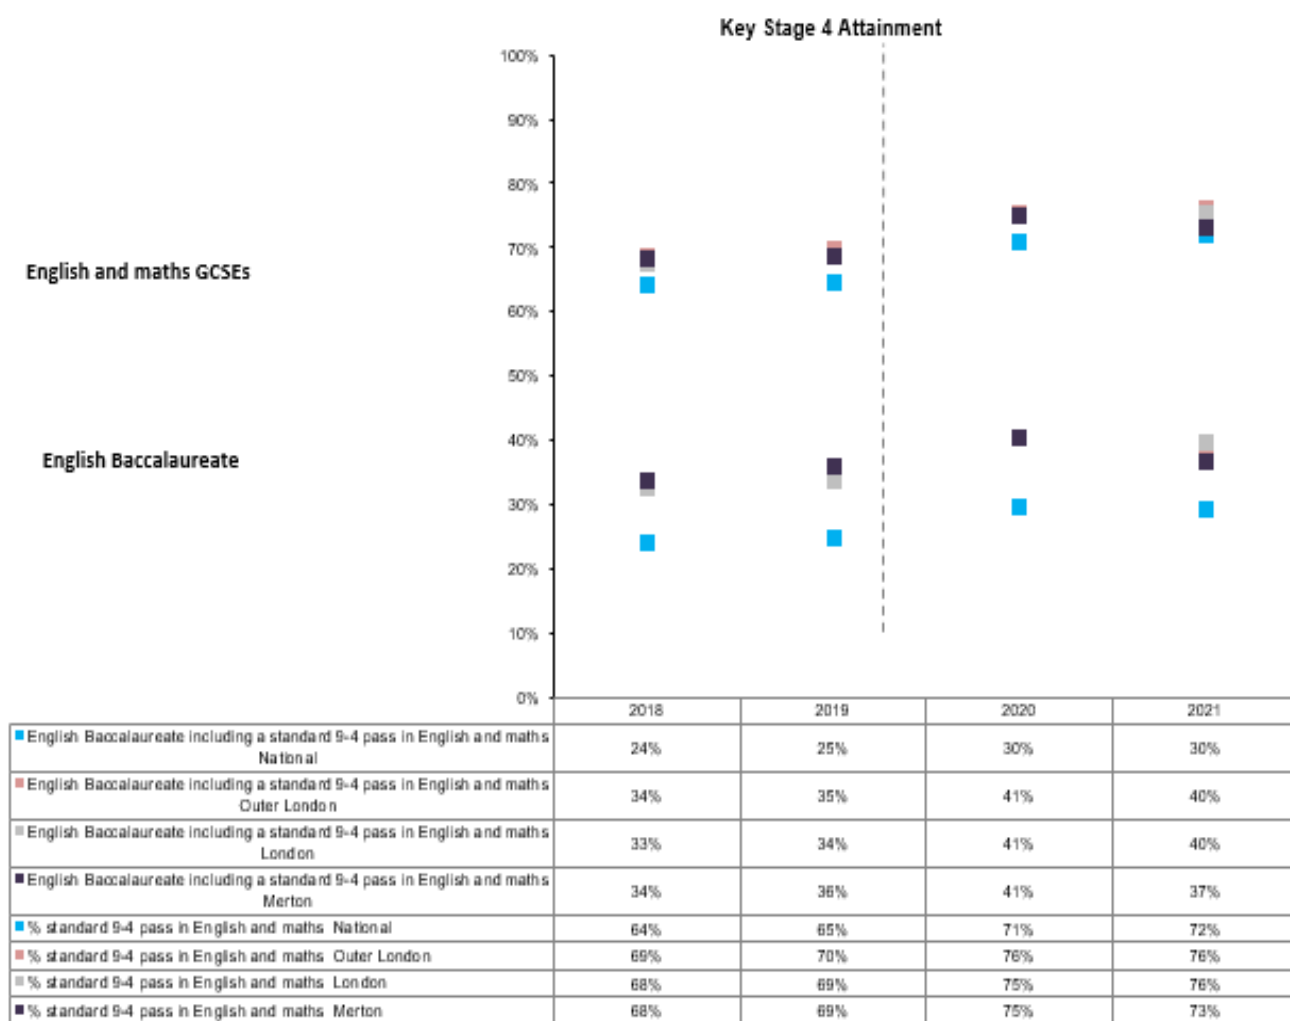 Key Stage 4 Attainment
100%
90%
80%
70%
English and maths GCSEs
60%
50%
40%
English Baccalaureate
30%
20%
10%
0%
2018 2019 2020 2021
English Baccalaureate including a standard 9-4 pass in English and maths
National
24% 25% 30% 30%
English Baccalaureate including a standard 9-4 pass in English and maths
Outer London
34% 35% 41% 40%
English Baccalaureate including a standard 9-4 pass in English and maths
London
33% 34% 41% 40%
English Baccalaureate including a standard 9-4 pass in English and maths
Merton
34% 36% 41% 37%
% standard 9-4 pass in English and maths National 64% 65% 71% 72%
% standard 9-4 pass in English and maths Outer London 69% 70% 76% 76%
% standard 9-4 pass in English and maths London 68% 69% 75% 76%
% standard 9-4 pass in English and maths Merton 68% 69% 75% 73%